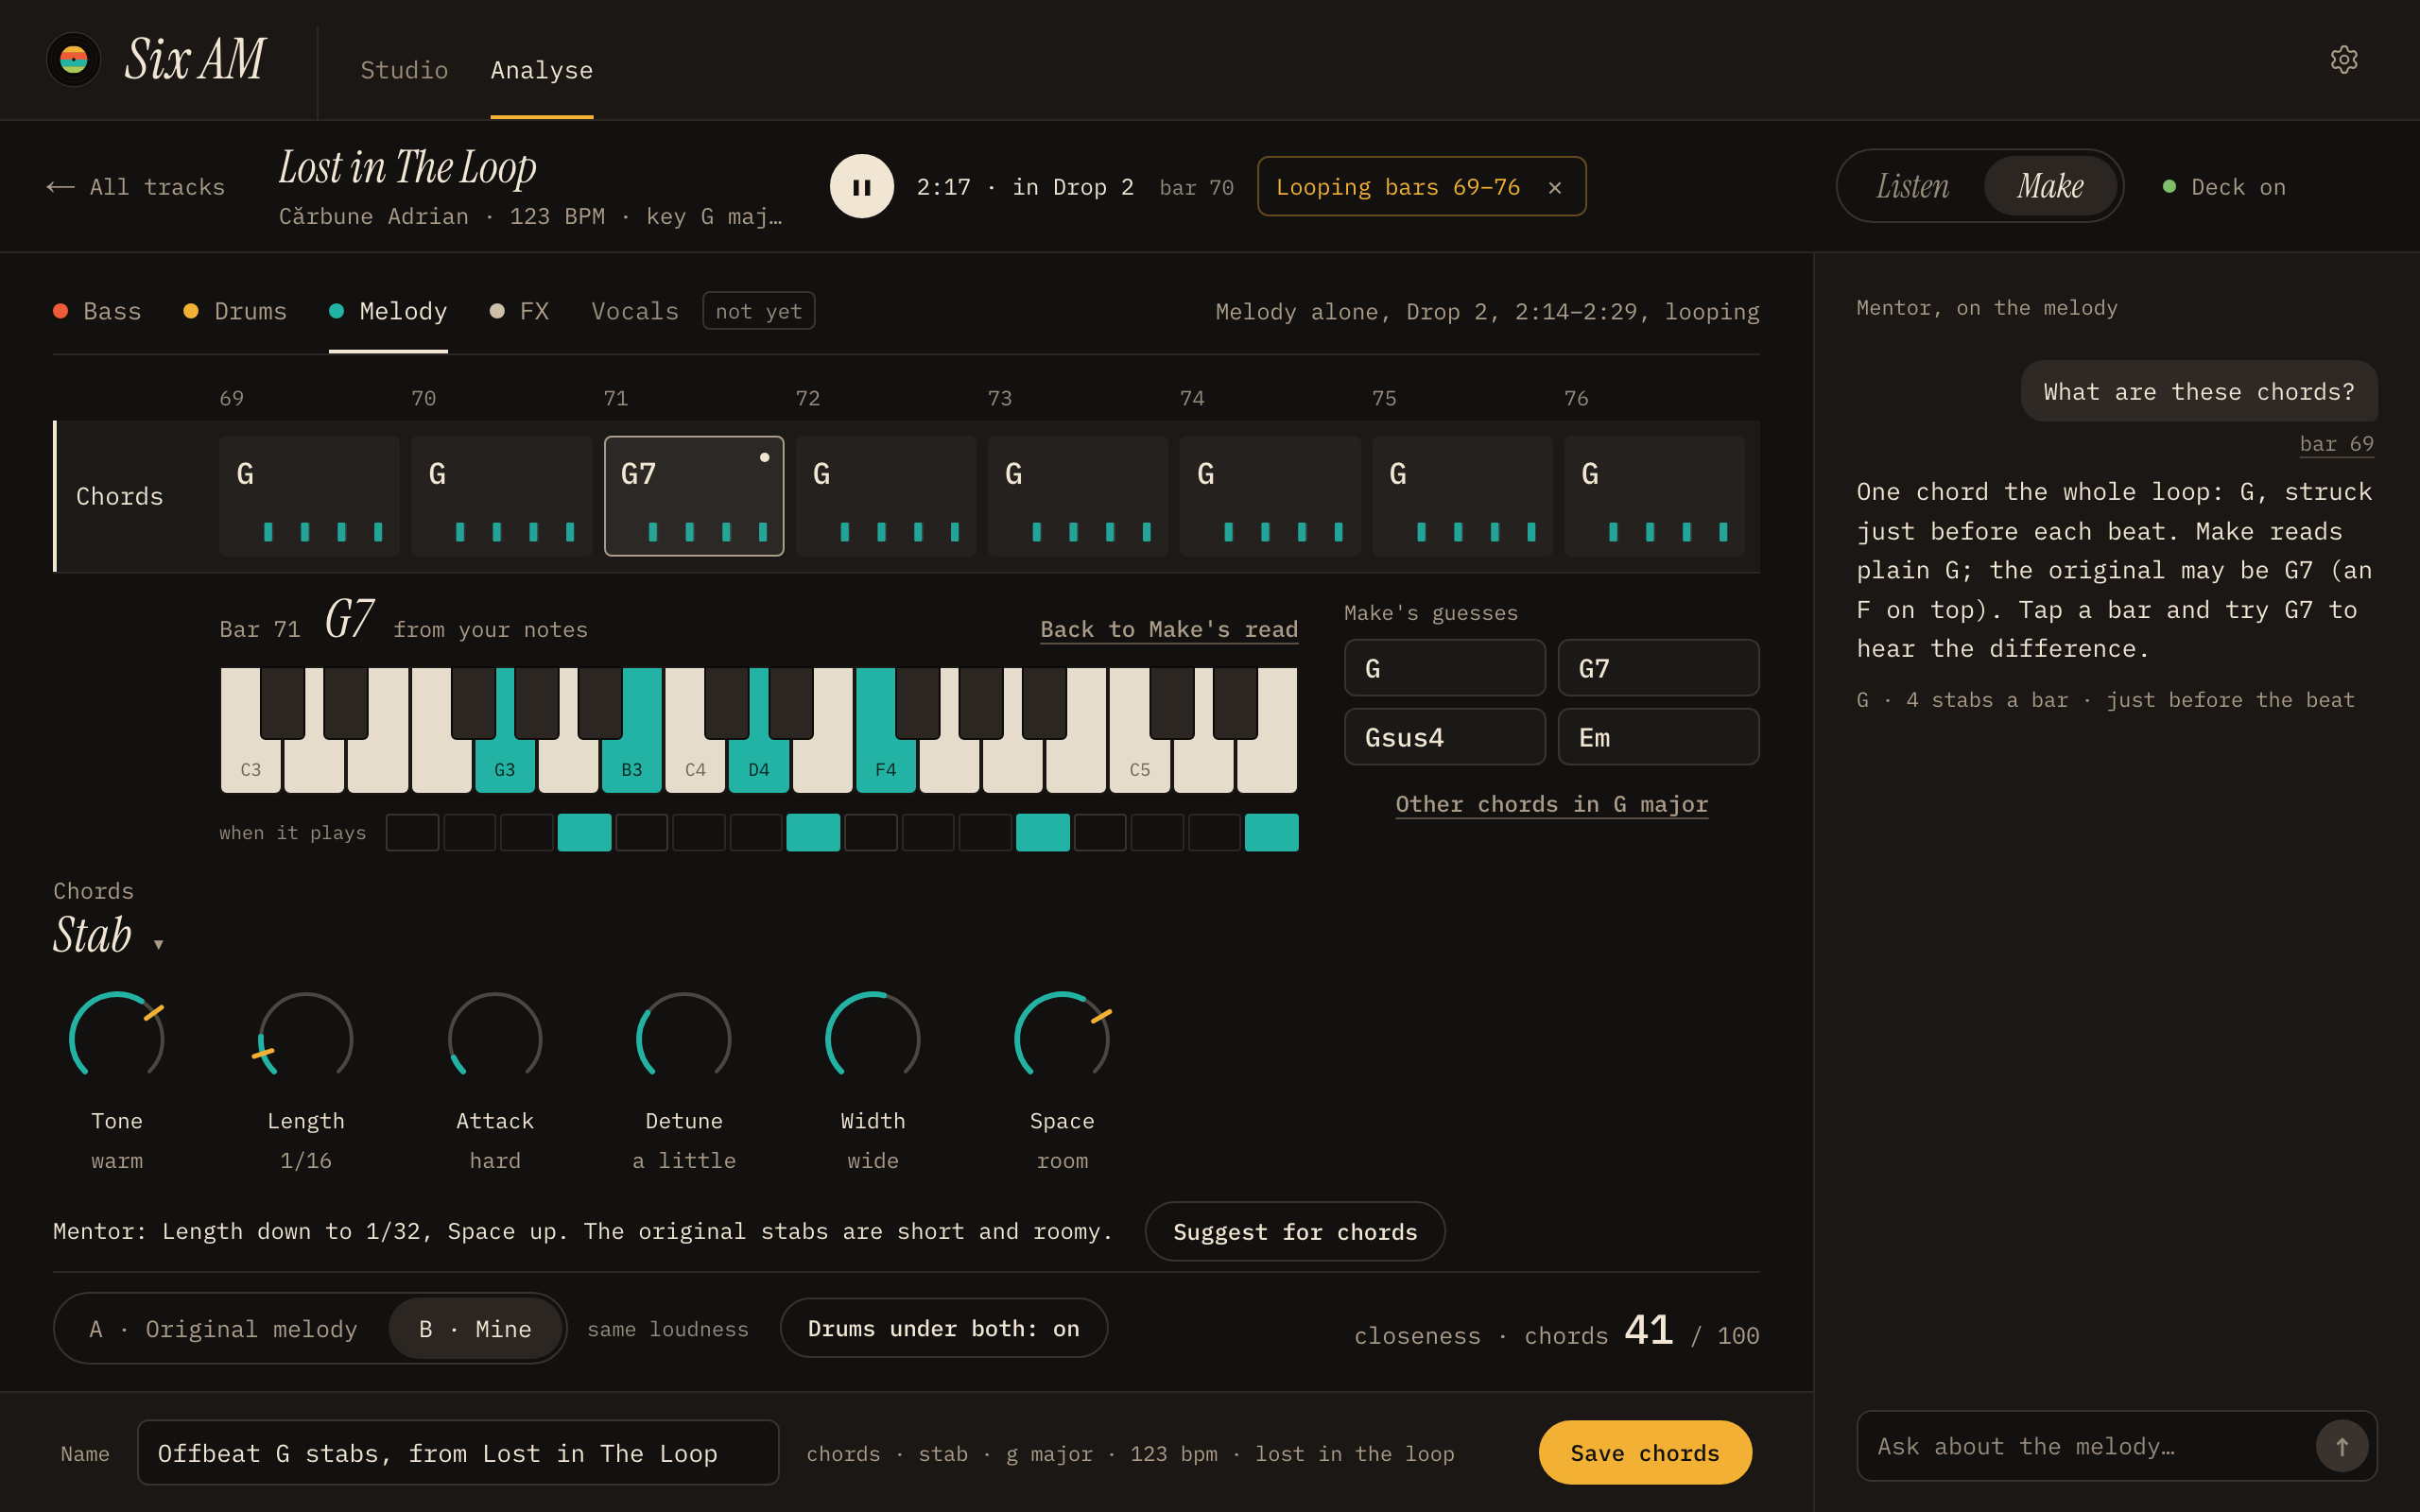 Six AM
Studio
Analyse
← All tracks
Lost in The Loop
Cărbune Adrian · 123 BPM · key G maj…
2:17 · in Drop 2 bar 70
Looping bars 69–76 ×
Listen
Make
Deck on
Bass
Drums
Melody
FX
Vocals
not yet
Melody alone, Drop 2, 2:14–2:29, looping
69 70 71 72 73 74 75 76
Chords
G G G7 G G G G G
Bar 71 G7 from your notes
Back to Make's read
C3 G3 B3 C4 D4 F4 C5
when it plays
Make's guesses
G G7
Gsus4 Em
Other chords in G major
Chords
Stab ▾
Tone Length Attack Detune Width Space
warm 1/16 hard a little wide room
Mentor: Length down to 1/32, Space up. The original stabs are short and roomy.
Suggest for chords
A · Original melody
B · Mine
same loudness
Drums under both: on
closeness · chords 41 / 100
Name
Offbeat G stabs, from Lost in The Loop
chords · stab · g major · 123 bpm · lost in the loop
Save chords
Mentor, on the melody
What are these chords?
bar 69
One chord the whole loop: G, struck
just before each beat. Make reads
plain G; the original may be G7 (an
F on top). Tap a bar and try G7 to
hear the difference.
G · 4 stabs a bar · just before the beat
Ask about the melody…
↑